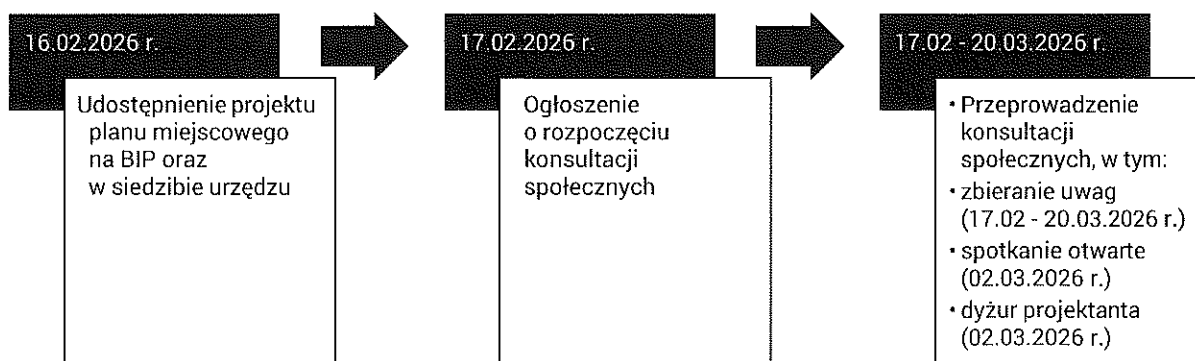 16.02.2026 r.
Udostępnienie projektu
planu miejscowego
na BIP oraz
w siedzibie urzędzu
17.02.2026 r.
Ogłoszenie
o rozpoczęciu
konsultacji
społecznych
17.02 - 20.03.2026 r.
• Przeprowadzenie
konsultacji
społecznych, w tym:
• zbieranie uwag
(17.02 - 20.03.2026 r.)
• spotkanie otwarte
(02.03.2026 r.)
• dyżur projektanta
(02.03.2026 r.)